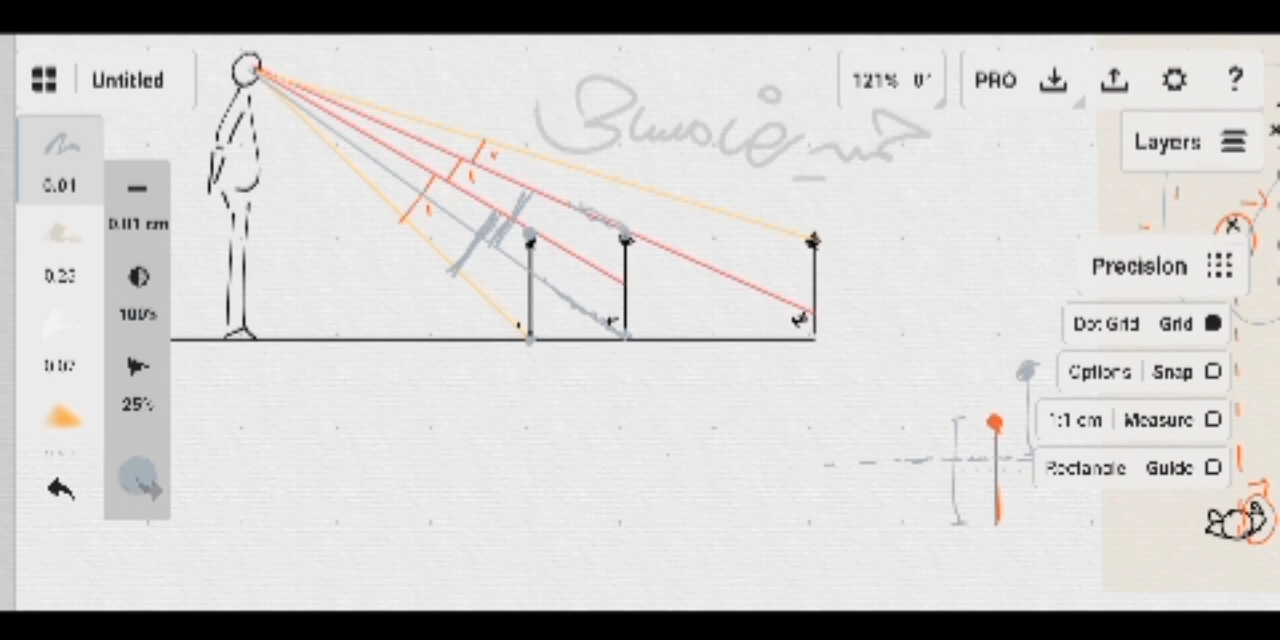 Untitled
121% 0°
PRO
?
Layers
0.01
0.01 cm
100%
25%
Precision
Dot Grid Grid
Options Snap
1:1 cm Measure
Rectangle Guide